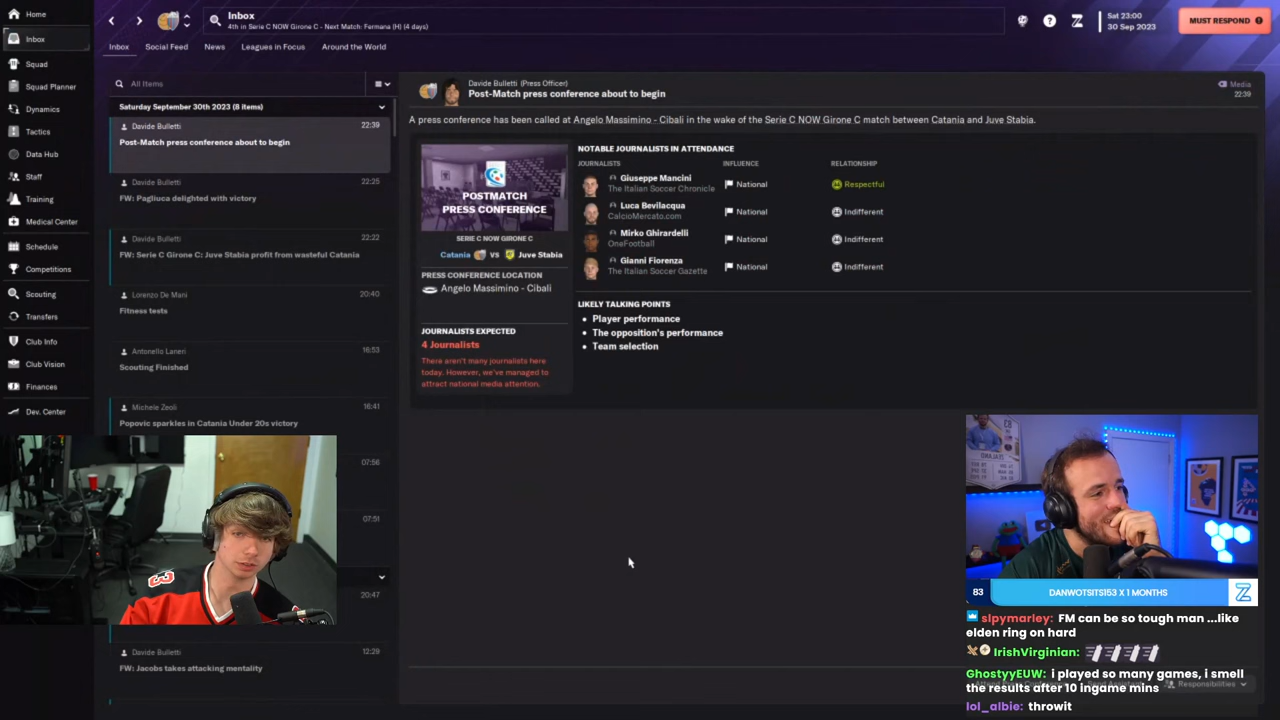 Home
Inbox
Squad
Squad Planner
Dynamics
Tactics
Data Hub
Staff
Training
Medical Center
Schedule
Competitions
Scouting
Transfers
Club Info
Club Vision
Finances
Dev. Center
Inbox
4th in Serie C NOW Girone C - Next Match: Fermana (H) (4 days)
Sat 23:00
30 Sep 2023
MUST RESPOND
Inbox
Social Feed
News
Leagues in Focus
Around the World
All Items
Saturday September 30th 2023 (8 items)
Davide Bulletti 22:39
Post-Match press conference about to begin
Davide Bulletti 22:25
FW: Pagliuca delighted with victory
Davide Bulletti 22:22
FW: Serie C Girone C: Juve Stabia profit from wasteful Catania
Lorenzo De Mani 20:40
Fitness tests
Antonello Laneri 16:53
Scouting Finished
Michele Zeoli 16:41
Popovic sparkles in Catania Under 20s victory
07:56
07:51
20:47
Davide Bulletti 12:29
FW: Jacobs takes attacking mentality
Davide Bulletti (Press Officer)
Post-Match press conference about to begin
Media
22:39
A press conference has been called at Angelo Massimino - Cibali in the wake of the Serie C NOW Girone C match between Catania and Juve Stabia.
POSTMATCH
PRESS CONFERENCE
SERIE C NOW GIRONE C
Catania VS Juve Stabia
PRESS CONFERENCE LOCATION
Angelo Massimino - Cibali
JOURNALISTS EXPECTED
4 Journalists
There aren't many journalists here
today. However, we've managed to
attract national media attention.
NOTABLE JOURNALISTS IN ATTENDANCE
JOURNALISTS INFLUENCE RELATIONSHIP
Giuseppe Mancini
The Italian Soccer Chronicle
National
Respectful
Luca Bevilacqua
CalcioMercato.com
National
Indifferent
Mirko Ghirardelli
OneFootball
National
Indifferent
Gianni Fiorenza
The Italian Soccer Gazette
National
Indifferent
LIKELY TALKING POINTS
• Player performance
• The opposition's performance
• Team selection
Responsibilities
83 DANWOTSITS153 X 1 MONTHS
slpymarley: FM can be so tough man ...like
elden ring on hard
IrishVirginian:
GhostyyEUW: i played so many games, i smell
the results after 10 ingame mins
lol_albie: throwit